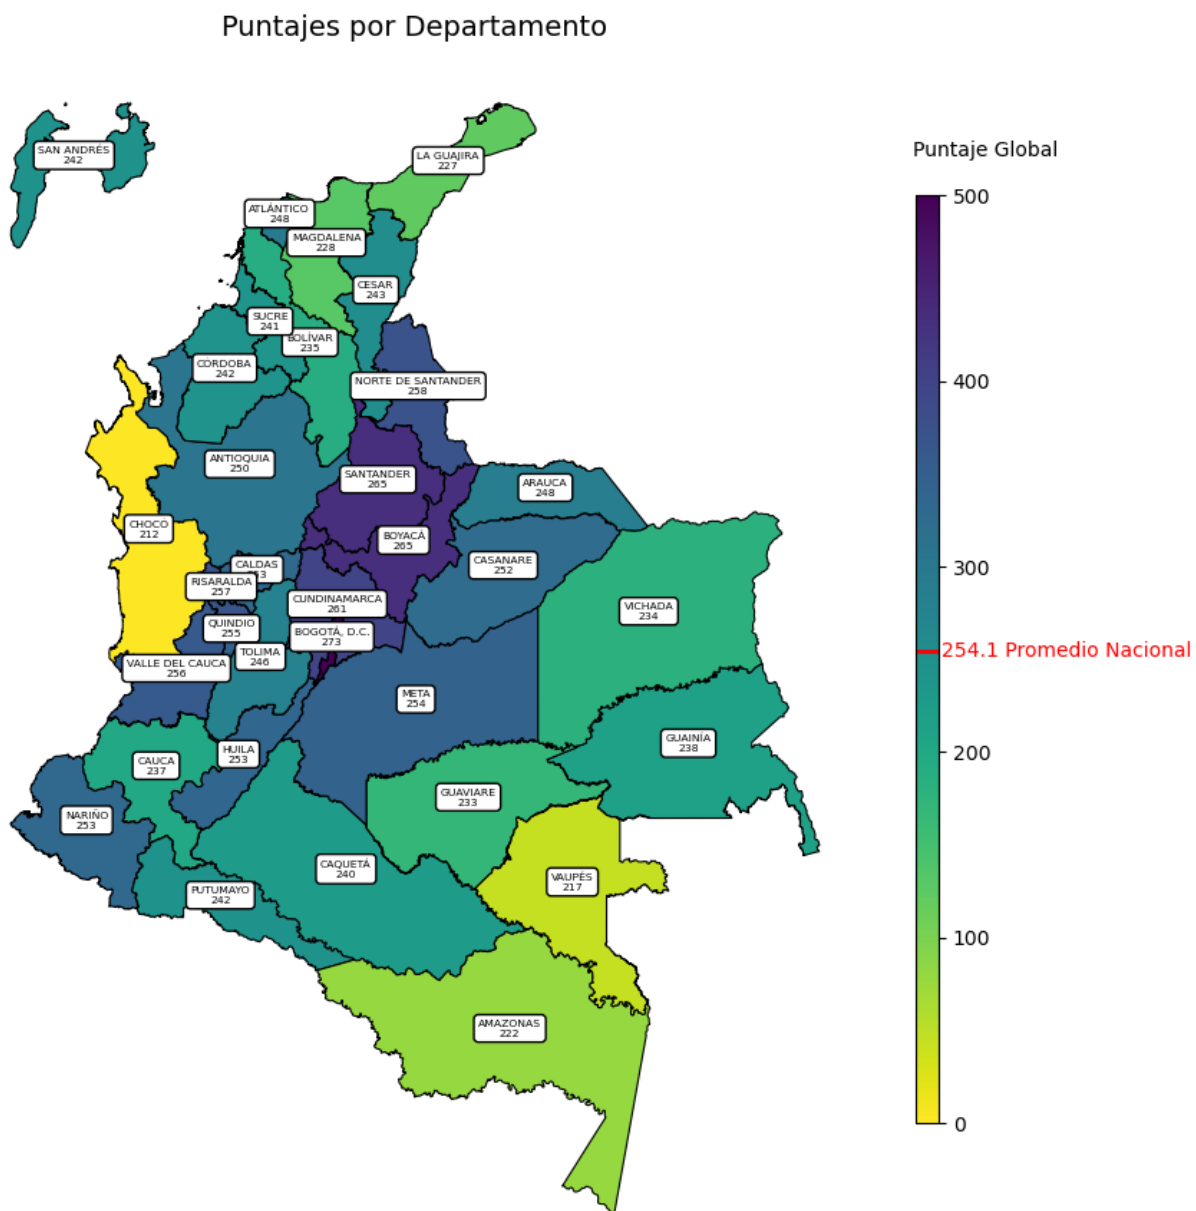 Puntajes por Departamento
SAN ANDRÉS
242
LA GUAJIRA
227
ATLÁNTICO
248
MAGDALENA
228
CESAR
243
SUCRE
241
BOLÍVAR
235
CÓRDOBA
242
NORTE DE SANTANDER
258
ANTIOQUIA
250
SANTANDER
265
ARAUCA
248
CHOCÓ
212
BOYACÁ
265
CALDAS
CASANARE
252
RISARALDA
257
CUNDINAMARCA
261
VICHADA
234
QUINDIO
255
BOGOTÁ, D.C.
273
TOLIMA
246
VALLE DEL CAUCA
256
META
254
GUAINÍA
238
HUILA
253
CAUCA
237
GUAVIARE
233
NARIÑO
253
CAQUETÁ
240
VAUPÉS
217
PUTUMAYO
242
AMAZONAS
222
Puntaje Global
500
400
300
254.1 Promedio Nacional
200
100
0